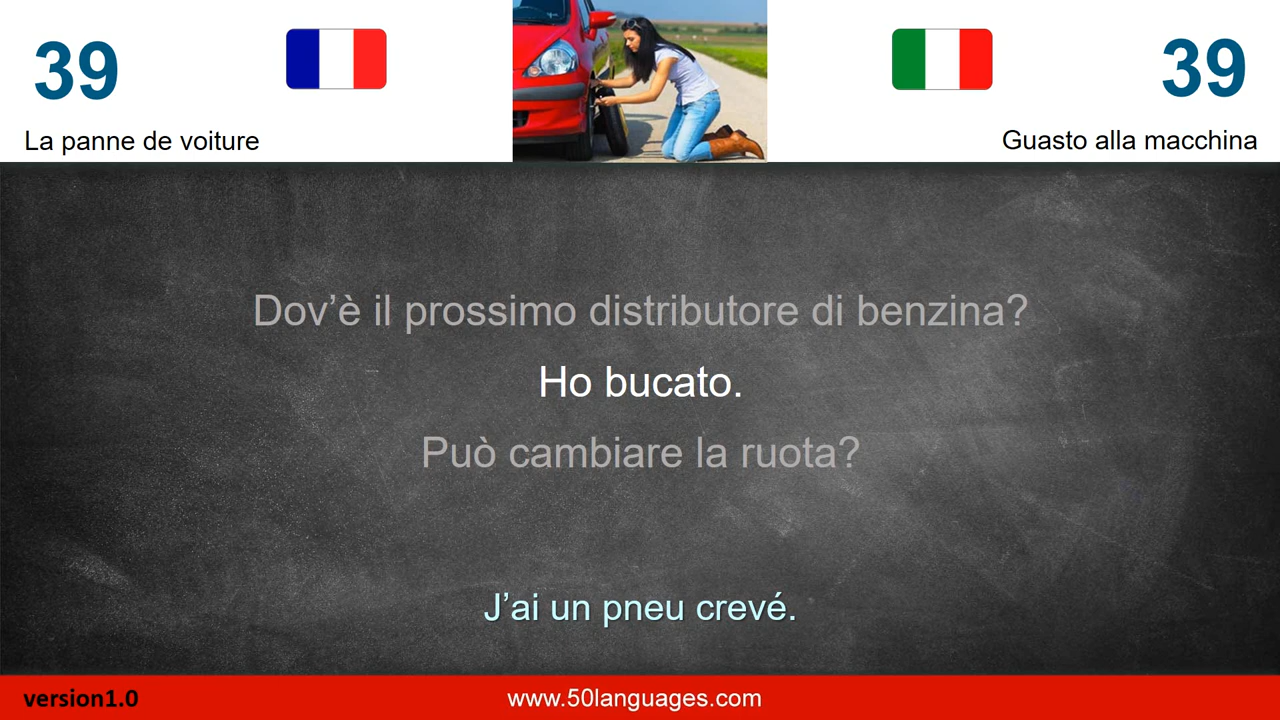 39
39
La panne de voiture
Guasto alla macchina
Dov’è il prossimo distributore di benzina?
Ho bucato.
Può cambiare la ruota?
J’ai un pneu crevé.
version1.0
www.50languages.com